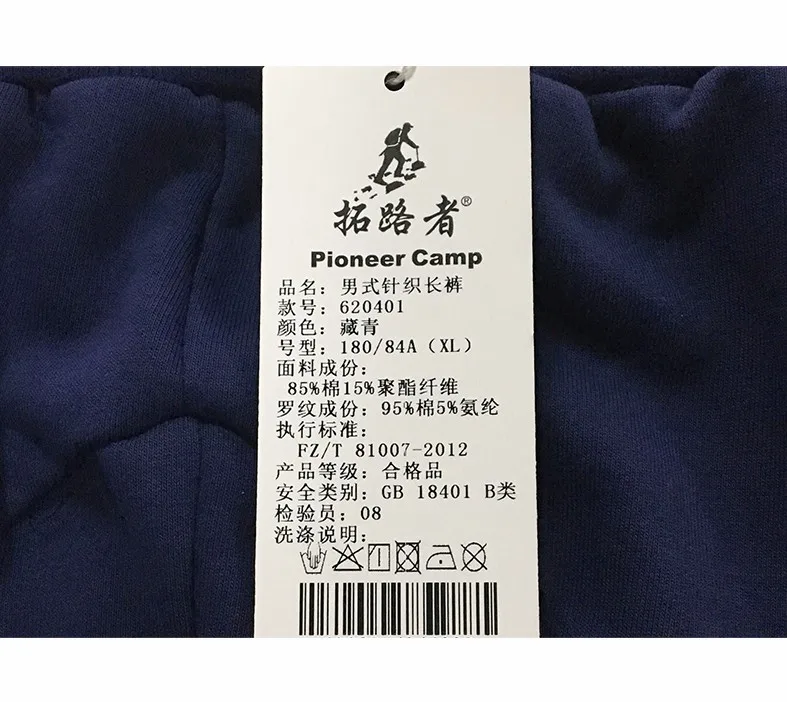 拓路者®
Pioneer Camp
品名：男式针织长裤
款号：620401
颜色：藏青
号型：180/84A（XL）
面料成份：
85%棉15%聚酯纤维
罗纹成份：95%棉5%氨纶
执行标准：
FZ/T 81007-2012
产品等级：合格品
安全类别：GB 18401 B类
检验员：08
洗涤说明：